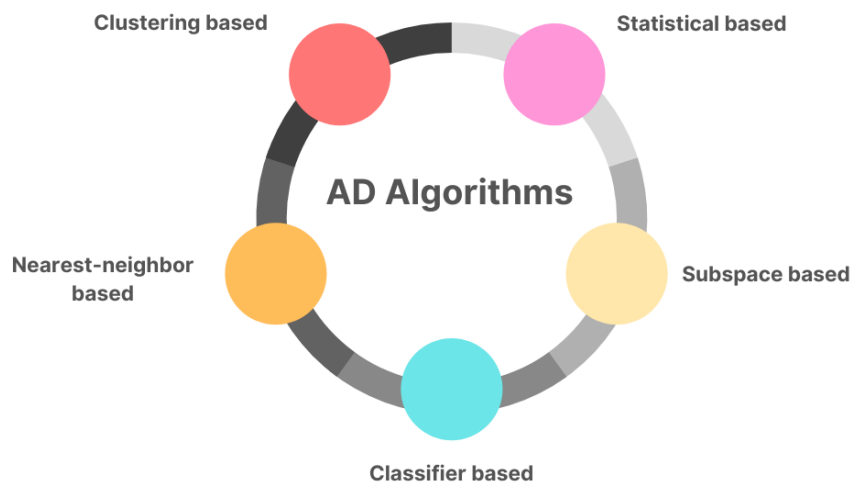 Clustering based
Statistical based
AD Algorithms
Nearest-neighbor
based
Subspace based
Classifier based